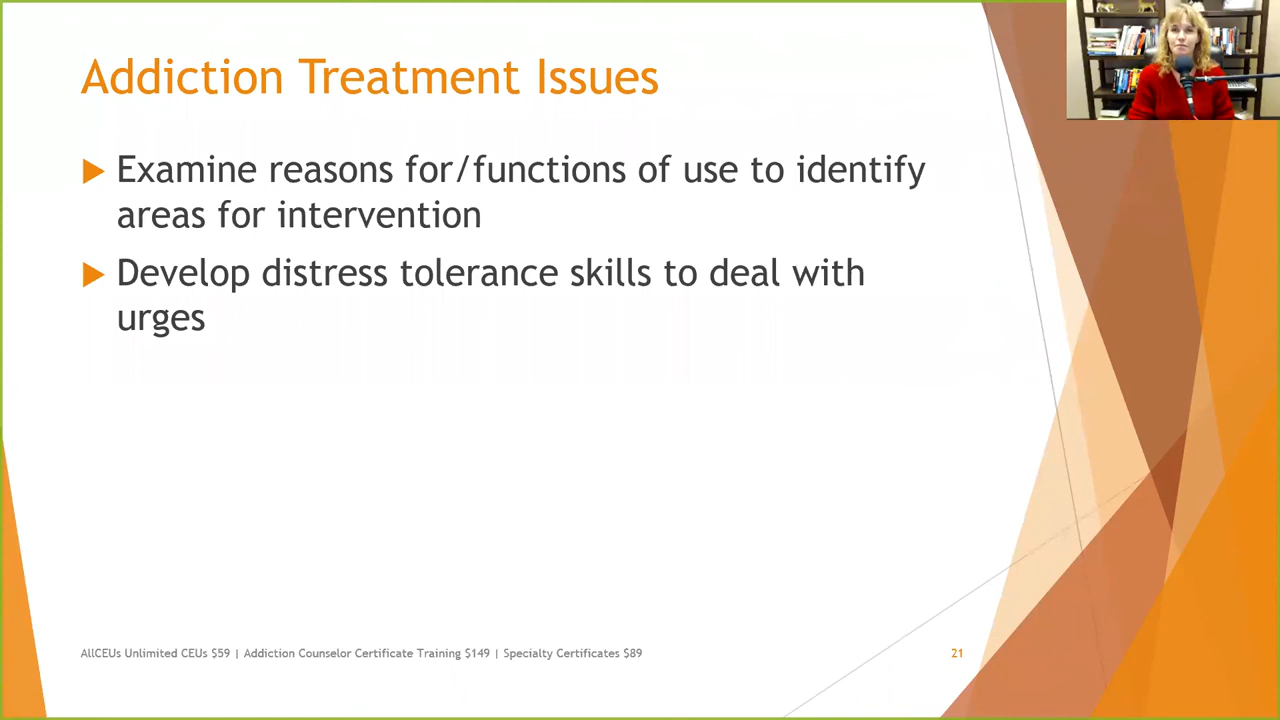 Addiction Treatment Issues
Examine reasons for/functions of use to identify
areas for intervention
Develop distress tolerance skills to deal with
urges
AllCEUs Unlimited CEUs $59 | Addiction Counselor Certificate Training $149 | Specialty Certificates $89
21